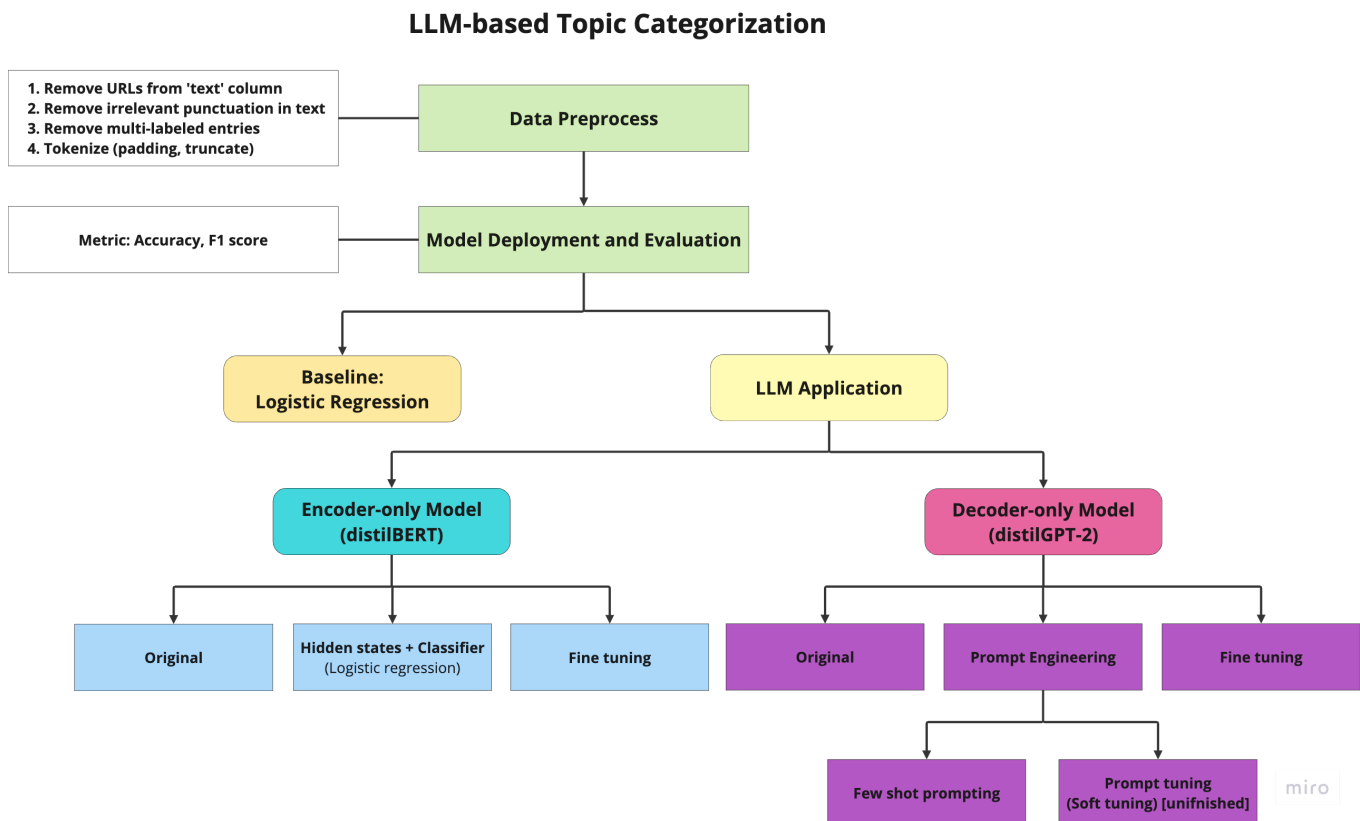 LLM-based Topic Categorization
1. Remove URLs from 'text' column
2. Remove irrelevant punctuation in text
3. Remove multi-labeled entries
4. Tokenize (padding, truncate)
Data Preprocess
Metric: Accuracy, F1 score
Model Deployment and Evaluation
Baseline:
Logistic Regression
LLM Application
Encoder-only Model
(distilBERT)
Decoder-only Model
(distilGPT-2)
Original
Hidden states + Classifier
(Logistic regression)
Fine tuning
Original
Prompt Engineering
Fine tuning
Few shot prompting
Prompt tuning
(Soft tuning) [unifnished]
miro